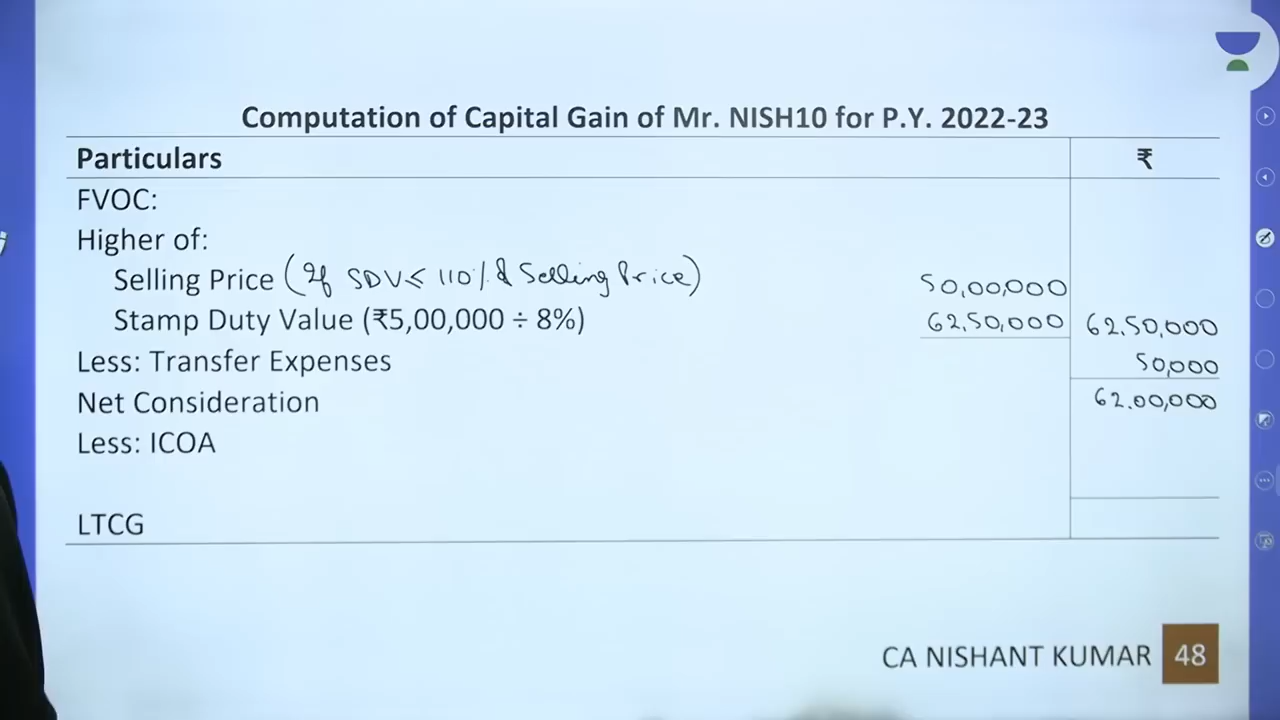 Computation of Capital Gain of Mr. NISH10 for P.Y. 2022-23
Particulars ₹
FVOC:
Higher of:
Selling Price (If SDV ≤ 110% of Selling Price) 50,00,000
Stamp Duty Value (₹5,00,000 ÷ 8%) 62,50,000 62,50,000
Less: Transfer Expenses 50,000
Net Consideration 62,00,000
Less: ICOA
LTCG
CA NISHANT KUMAR 48